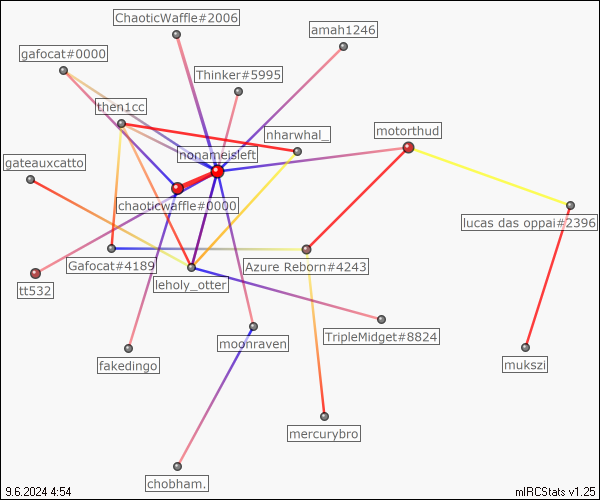 ChaoticWaffle#2006
amah1246
gafocat#0000
Thinker#5995
then1cc
motorthud
nharwhal_
nonameisleft
gateauxcatto
chaoticwaffle#0000
lucas das oppai#2396
Gafocat#4189
Azure Reborn#4243
tt532
leholy_otter
TripleMidget#8824
moonraven
fakedingo
mukszi
mercurybro
chobham.
9.6.2024 4:54
mIRCStats v1.25